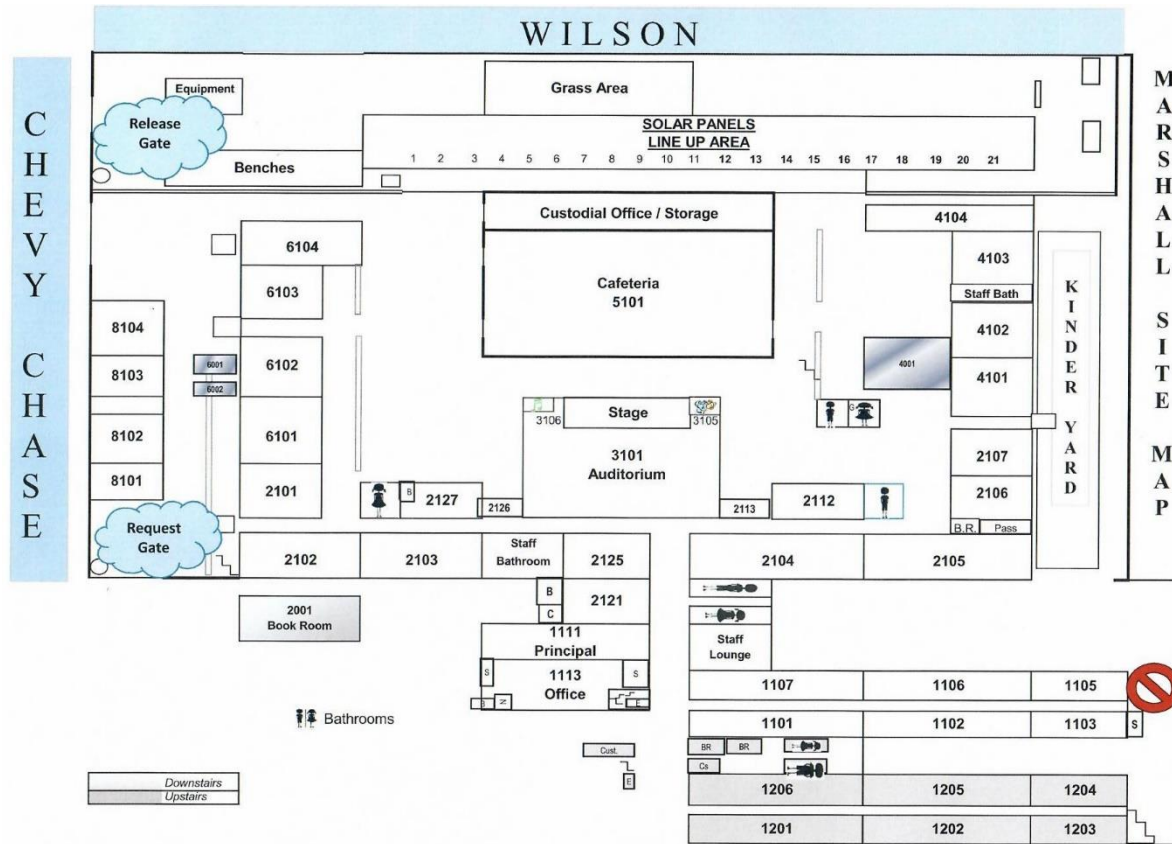 WILSON
CHEVY CHASE
MARSHALL SITE MAP
Equipment
Grass Area
Release
Gate
SOLAR PANELS
LINE UP AREA
1 2 3 4 5 6 7 8 9 10 11 12 13 14 15 16 17 18 19 20 21
Benches
Custodial Office / Storage
4104
6104
4103
Cafeteria
5101
6103
Staff Bath
KINDER YARD
8104
4102
6001
6102
4001
8103
4101
6002
Stage
3106
3105
G
8102
6101
3101
Auditorium
2107
8101
2101
B
2127
2126
2113
2112
2106
Request
Gate
B.R.
Pass
2102
2103
Staff
Bathroom
2125
2104
2105
B
2121
C
2001
Book Room
1111
Principal
Staff
Lounge
S
1113
Office
S
1107
1106
1105
N
E
Bathrooms
1101
1102
1103
S
Cust.
BR
BR
Cs
E
Downstairs
Upstairs
1206
1205
1204
1201
1202
1203